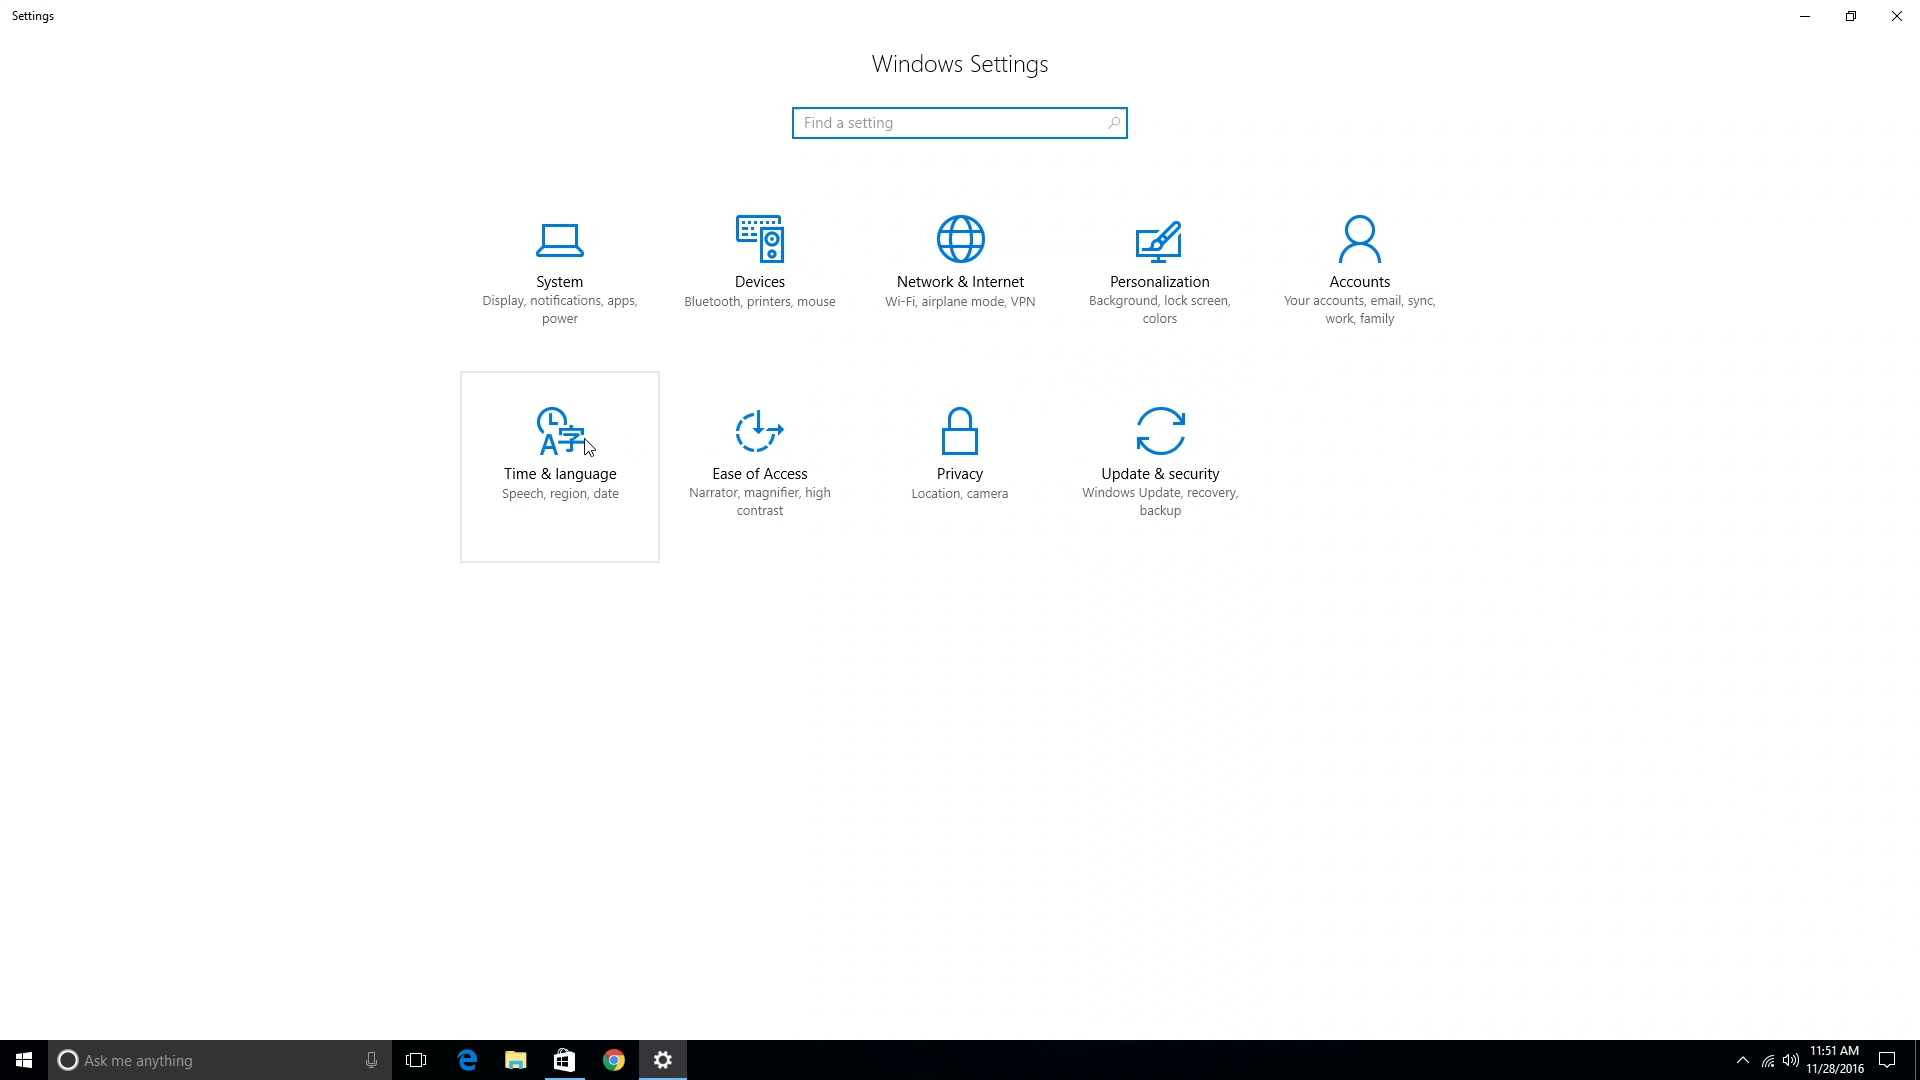 Settings
Windows Settings
Find a setting
System
Display, notifications, apps,
power
Devices
Bluetooth, printers, mouse
Network & Internet
Wi-Fi, airplane mode, VPN
Personalization
Background, lock screen,
colors
Accounts
Your accounts, email, sync,
work, family
Time & language
Speech, region, date
Ease of Access
Narrator, magnifier, high
contrast
Privacy
Location, camera
Update & security
Windows Update, recovery,
backup
Ask me anything
11:51 AM
11/28/2016